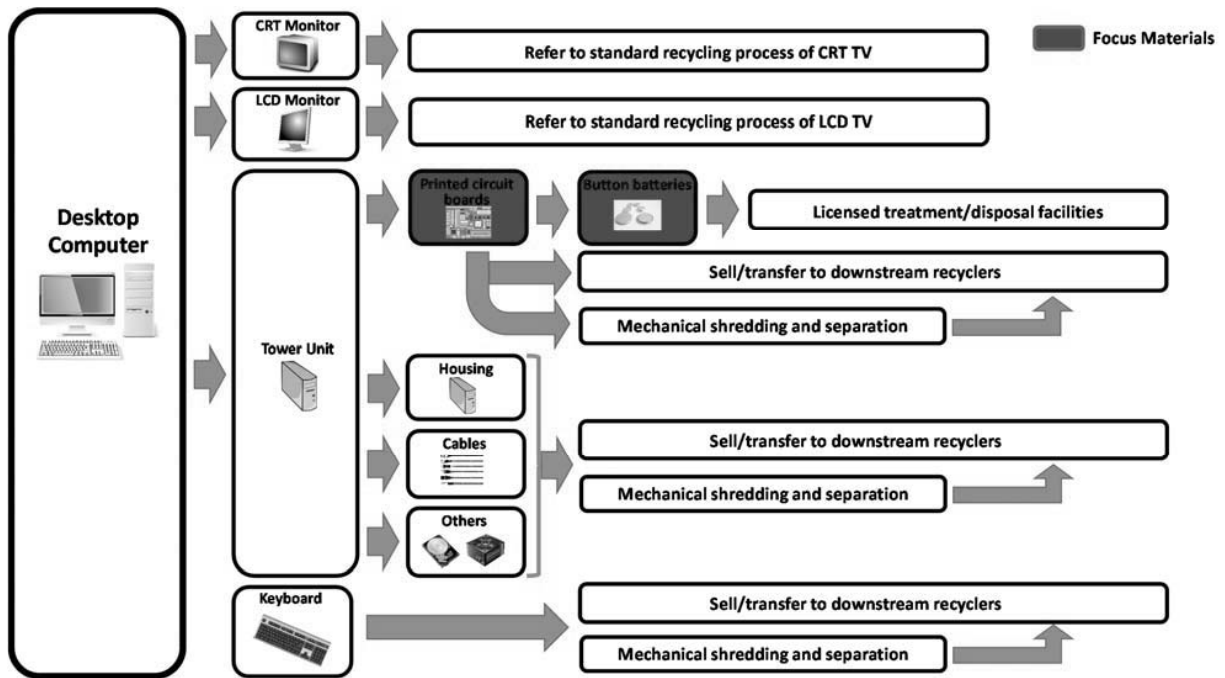 CRT Monitor
Refer to standard recycling process of CRT TV
Focus Materials
LCD Monitor
Refer to standard recycling process of LCD TV
Desktop
Computer
Tower Unit
Printed circuit
boards
Button batteries
Licensed treatment/disposal facilities
Sell/transfer to downstream recyclers
Mechanical shredding and separation
Housing
Cables
Others
Sell/transfer to downstream recyclers
Mechanical shredding and separation
Keyboard
Sell/transfer to downstream recyclers
Mechanical shredding and separation